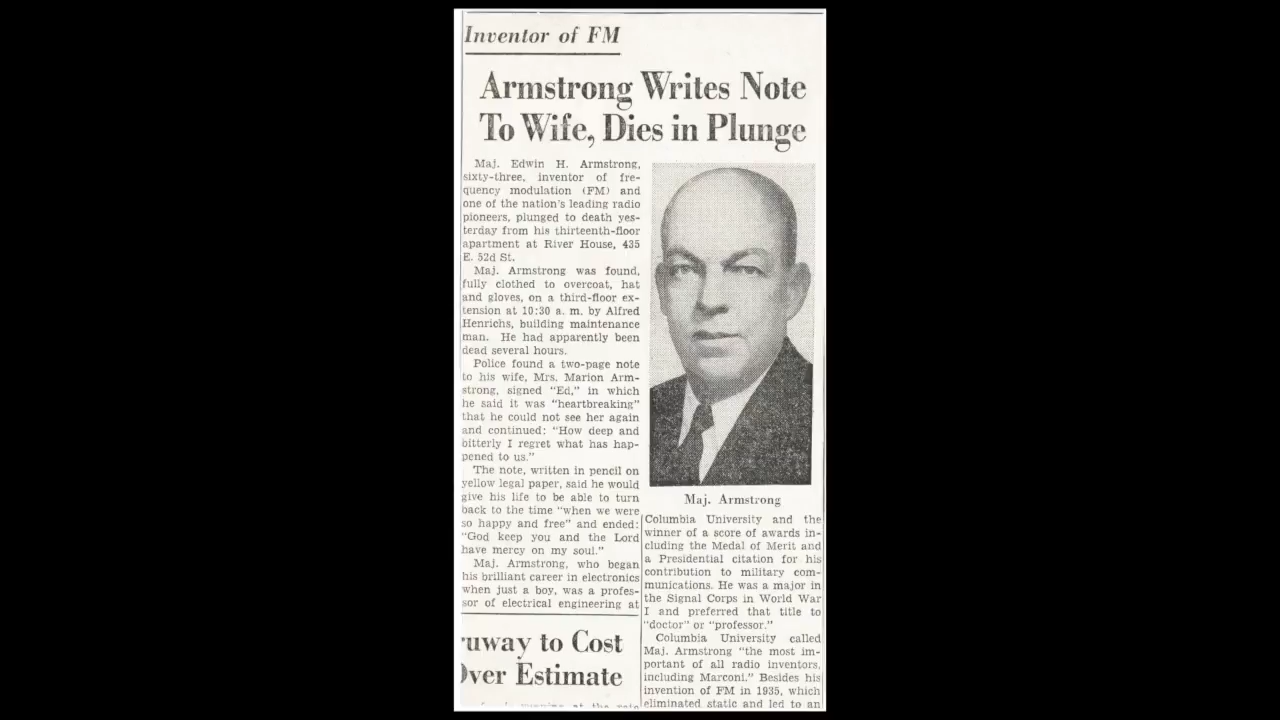 Inventor of FM
Armstrong Writes Note
To Wife, Dies in Plunge
Maj. Edwin H. Armstrong,
sixty-three, inventor of fre-
quency modulation (FM) and
one of the nation's leading radio
pioneers, plunged to death yes-
terday from his thirteenth-floor
apartment at River House, 435
E. 52d St.
Maj. Armstrong was found,
fully clothed to overcoat, hat
and gloves, on a third-floor ex-
tension at 10:30 a. m. by Alfred
Henrichs, building maintenance
man. He had apparently been
dead several hours.
Police found a two-page note
to his wife, Mrs. Marion Arm-
strong, signed "Ed," in which
he said it was "heartbreaking"
that he could not see her again
and continued: "How deep and
bitterly I regret what has hap-
pened to us."
The note, written in pencil on
yellow legal paper, said he would
give his life to be able to turn
back to the time "when we were
so happy and free" and ended:
"God keep you and the Lord
have mercy on my soul."
Maj. Armstrong, who began
his brilliant career in electronics
when just a boy, was a profes-
sor of electrical engineering at
Maj. Armstrong
Columbia University and the
winner of a score of awards in-
cluding the Medal of Merit and
a Presidential citation for his
contribution to military com-
munications. He was a major in
the Signal Corps in World War
I and preferred that title to
"doctor" or "professor."
Columbia University called
Maj. Armstrong "the most im-
portant of all radio inventors,
including Marconi." Besides his
invention of FM in 1935, which
eliminated static and led to an
ruway to Cost
Over Estimate